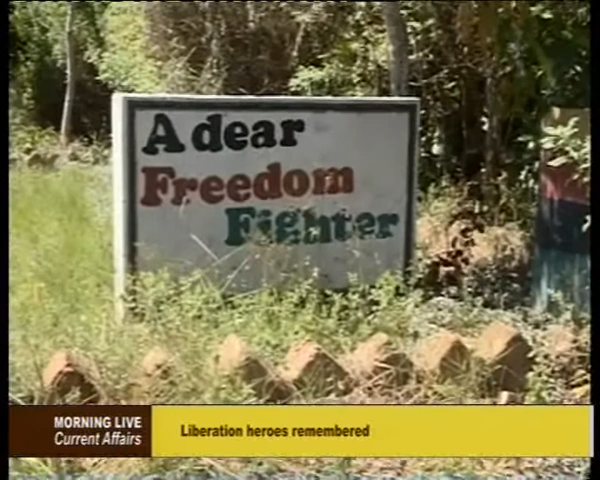 A dear
Freedom
Fighter
MORNING LIVE
Current Affairs
Liberation heroes remembered